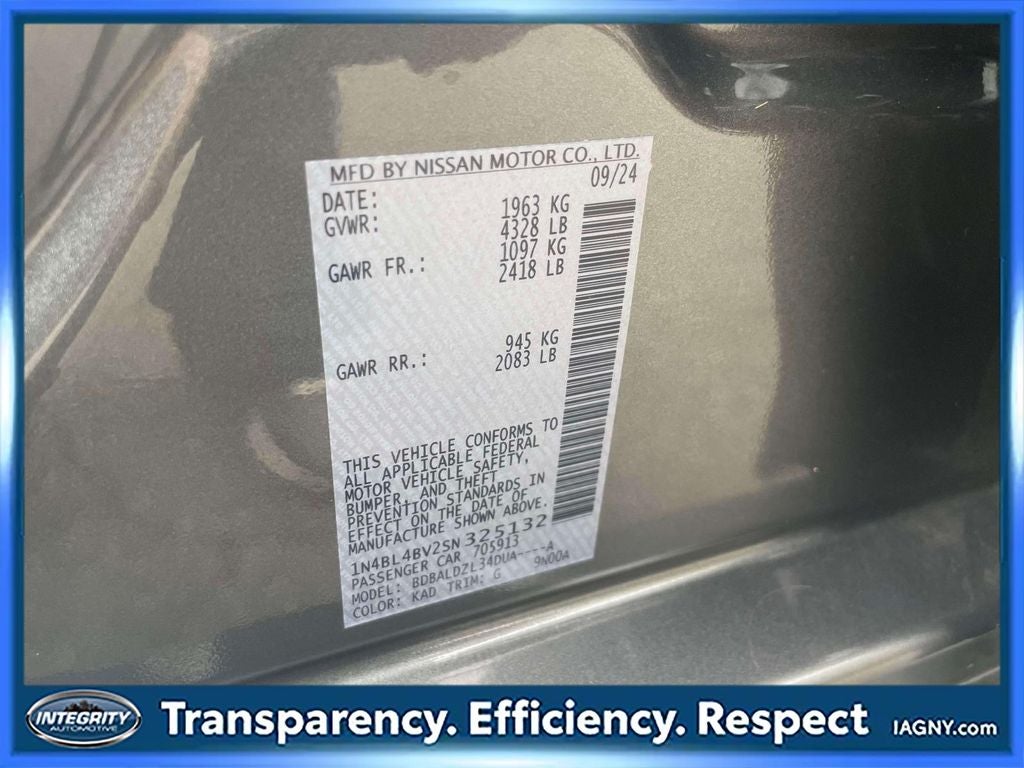 MFD BY NISSAN MOTOR CO., LTD.
DATE: 09/24
GVWR: 1963 KG
4328 LB
1097 KG
GAWR FR.: 2418 LB
945 KG
GAWR RR.: 2083 LB
THIS VEHICLE CONFORMS TO
ALL APPLICABLE FEDERAL
MOTOR VEHICLE SAFETY,
BUMPER, AND THEFT
PREVENTION STANDARDS IN
EFFECT ON THE DATE OF
MANUFACTURE SHOWN ABOVE.
1N4BL4BV2SN325132
PASSENGER CAR 705913
MODEL: BDBALDZL34DUA----A
COLOR: KAD TRIM: G 9N00A
INTEGRITY
AUTOMOTIVE
Transparency. Efficiency. Respect
IAGNY.com